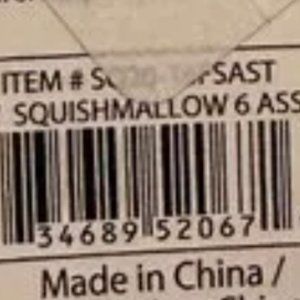 ITEM #
SQUISHMALLOW 6 ASS
34689 52067
Made in China /